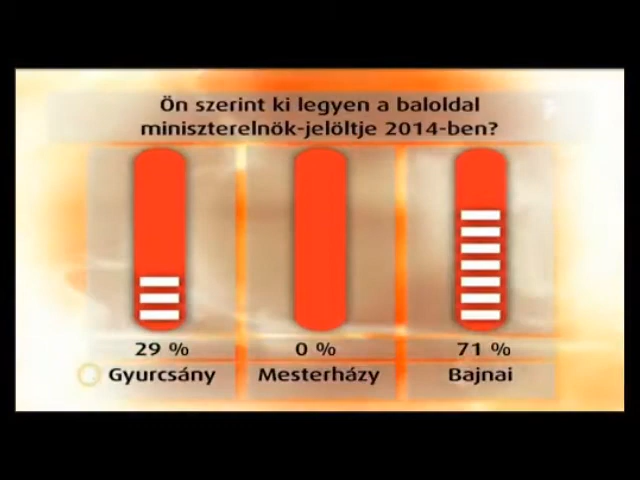 Ön szerint ki legyen a baloldal
miniszterelnök-jelöltje 2014-ben?
29 % 0 % 71 %
Gyurcsány Mesterházy Bajnai